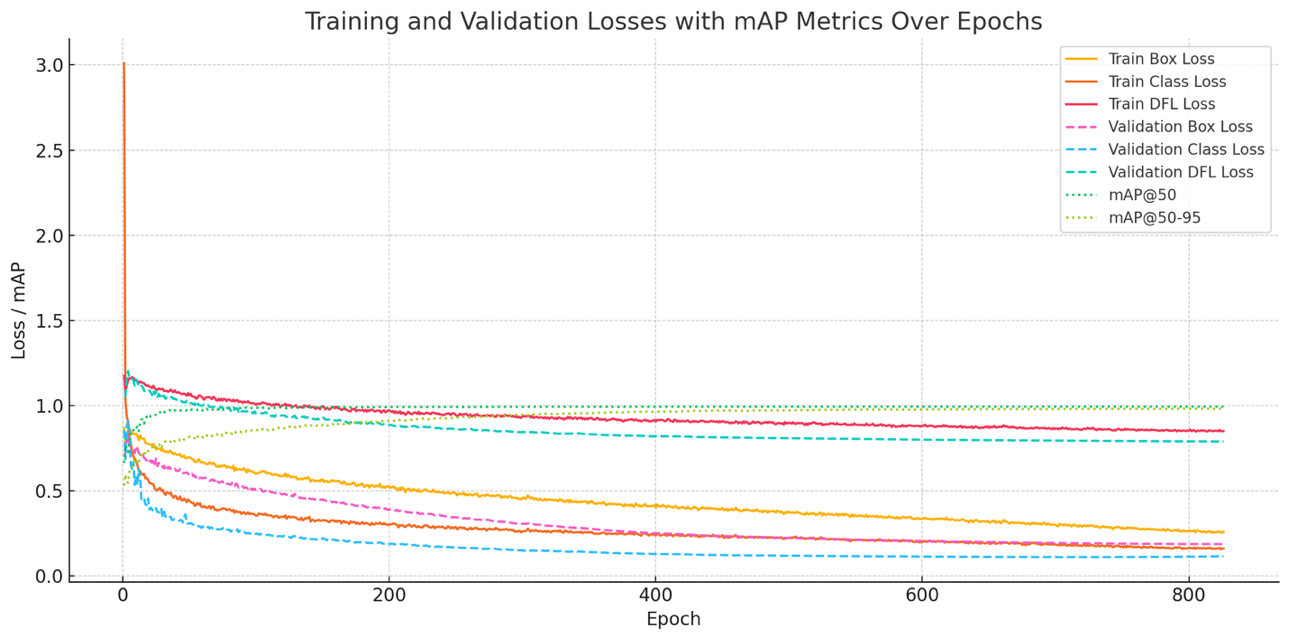 Training and Validation Losses with mAP Metrics Over Epochs
3.0
2.5
2.0
1.5
1.0
0.5
0.0
Loss / mAP
Train Box Loss
Train Class Loss
Train DFL Loss
Validation Box Loss
Validation Class Loss
Validation DFL Loss
mAP@50
mAP@50-95
0 200 400 600 800
Epoch